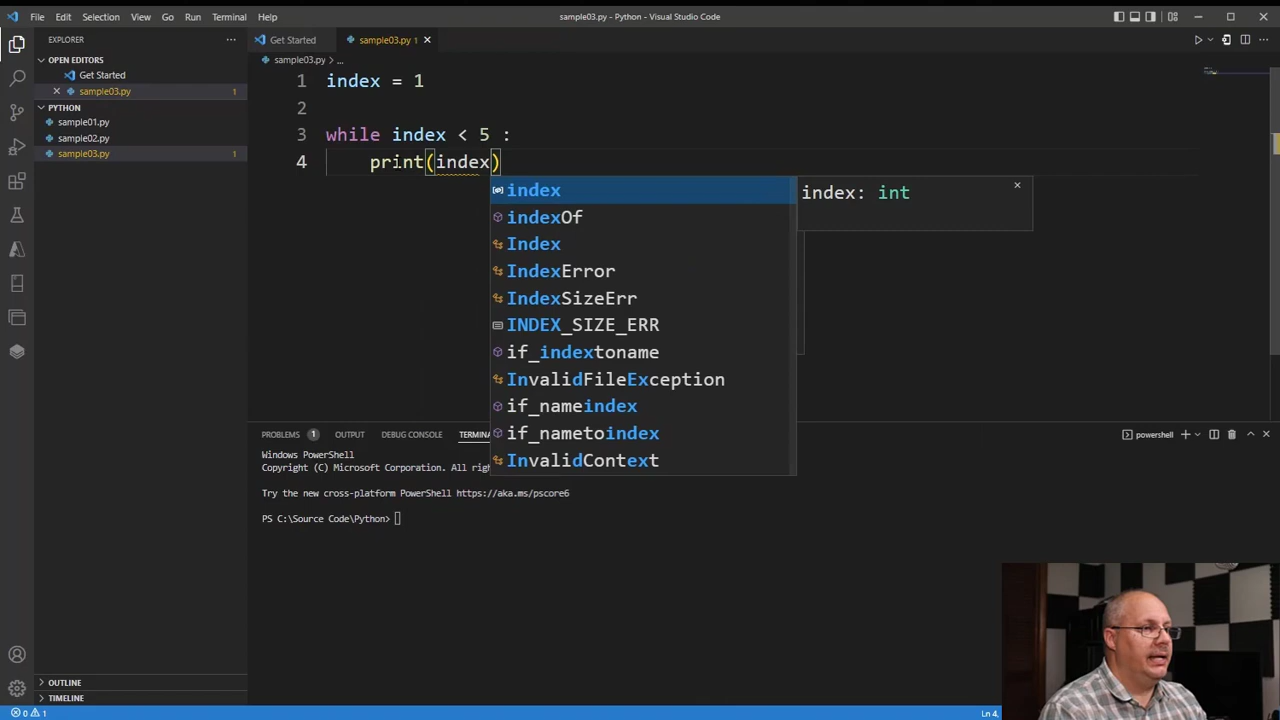 File Edit Selection View Go Run Terminal Help
sample03.py - Python - Visual Studio Code
EXPLORER
OPEN EDITORS
Get Started
sample03.py 1
PYTHON
sample01.py
sample02.py
sample03.py 1
OUTLINE
TIMELINE
Get Started
sample03.py 1
sample03.py > ...
1 index = 1
2
3 while index < 5 :
4 print(index)
index
indexOf
Index
IndexError
IndexSizeErr
INDEX_SIZE_ERR
if_indextoname
InvalidFileException
if_nameindex
if_nametoindex
InvalidContext
index: int
PROBLEMS 1 OUTPUT DEBUG CONSOLE TERMINA
powershell
Windows PowerShell
Copyright (C) Microsoft Corporation. All rig
Try the new cross-platform PowerShell https://aka.ms/pscore6
PS C:\Source Code\Python>
0 1
Ln 4,